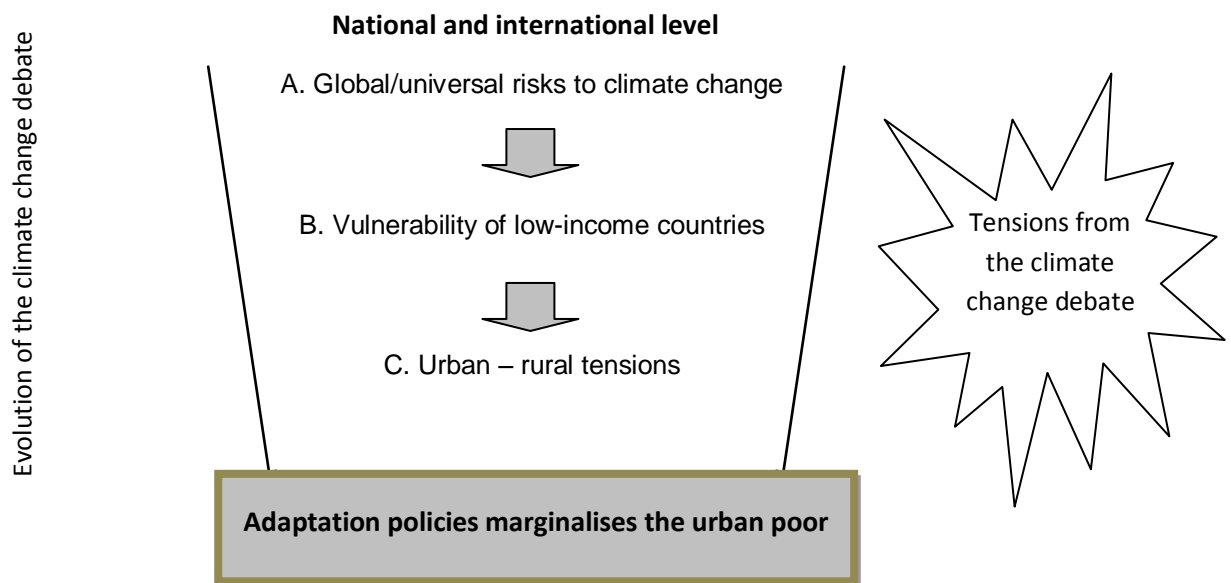 National and international level
Evolution of the climate change debate
A. Global/universal risks to climate change
B. Vulnerability of low-income countries
C. Urban – rural tensions
Tensions from
the climate
change debate
Adaptation policies marginalises the urban poor